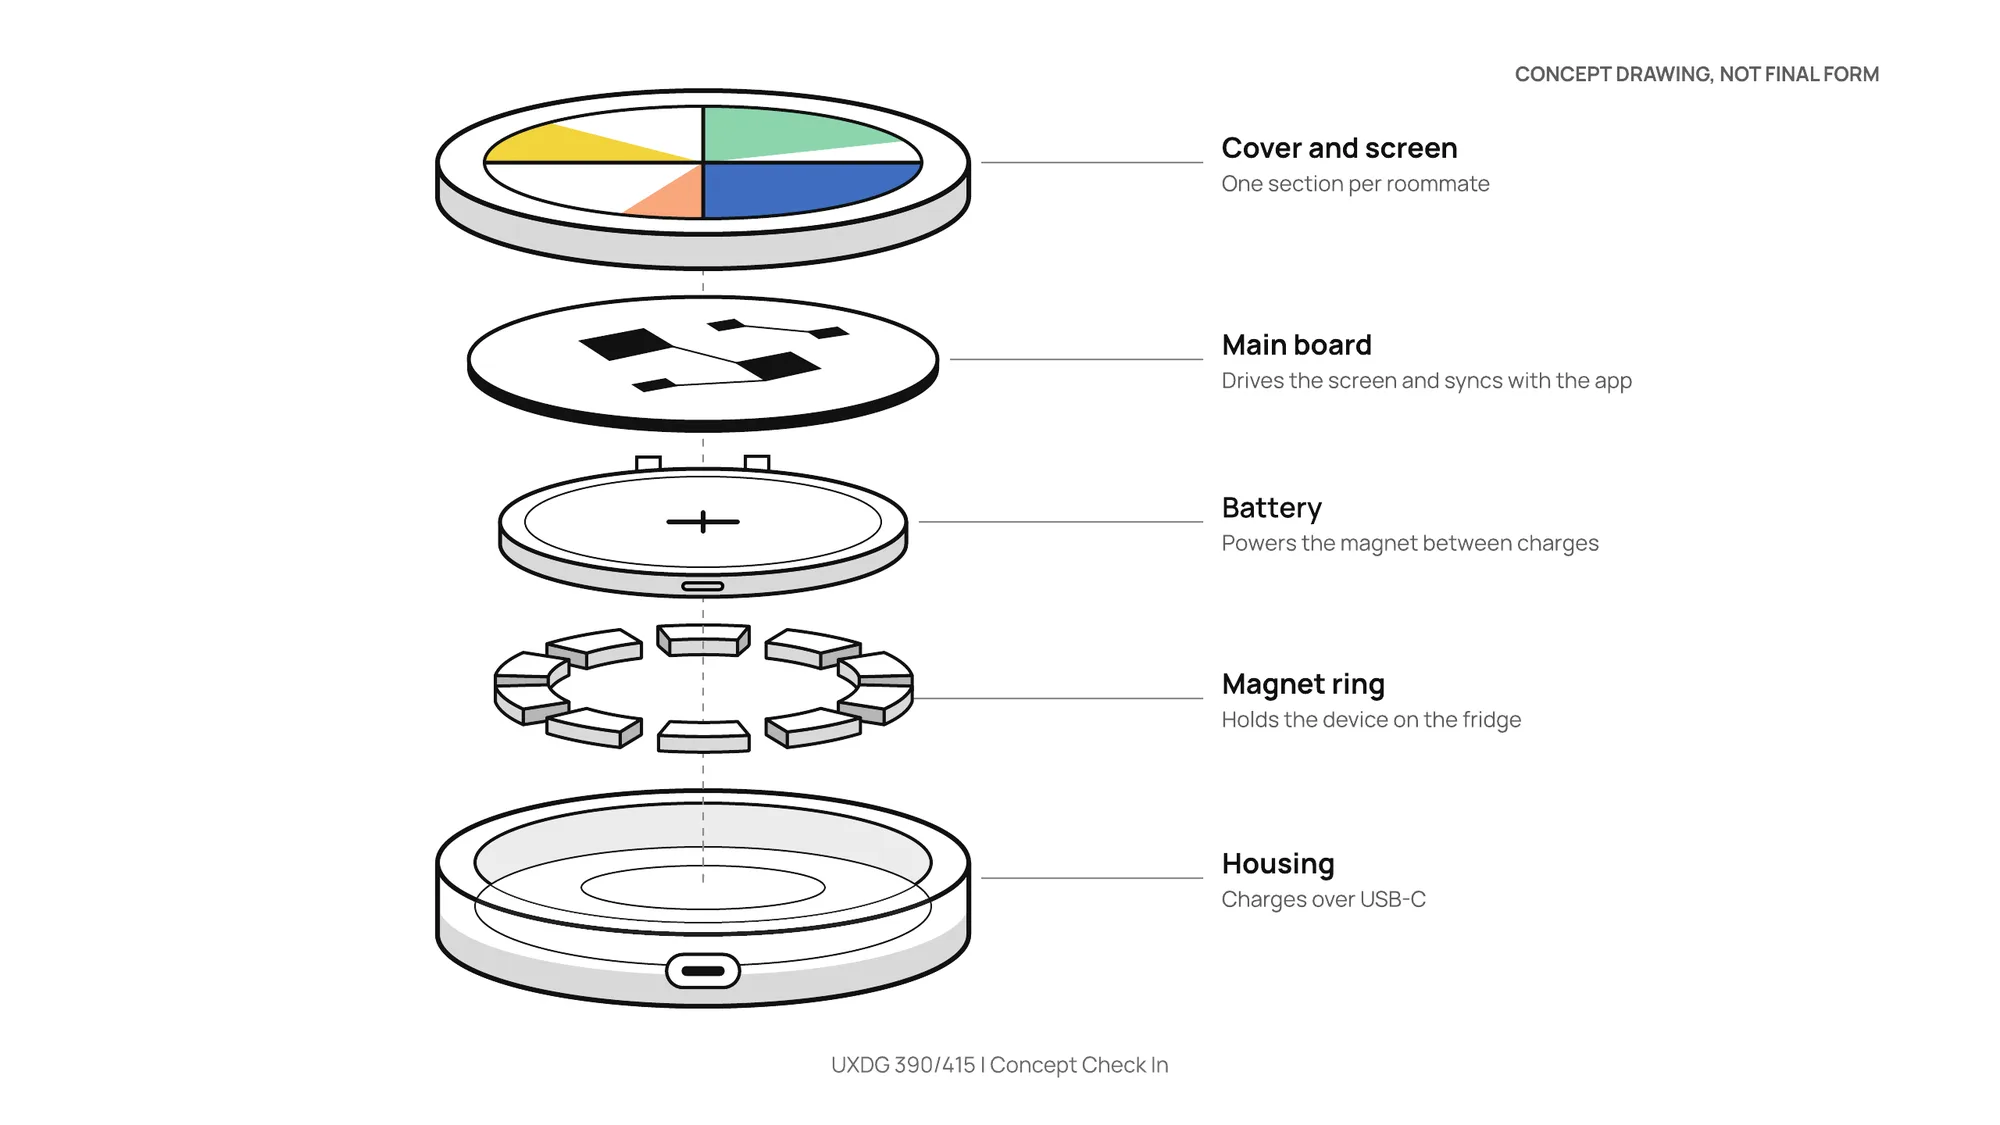 CONCEPT DRAWING, NOT FINAL FORM
Cover and screen
One section per roommate
Main board
Drives the screen and syncs with the app
Battery
Powers the magnet between charges
Magnet ring
Holds the device on the fridge
Housing
Charges over USB-C
UXDG 390/415 | Concept Check In